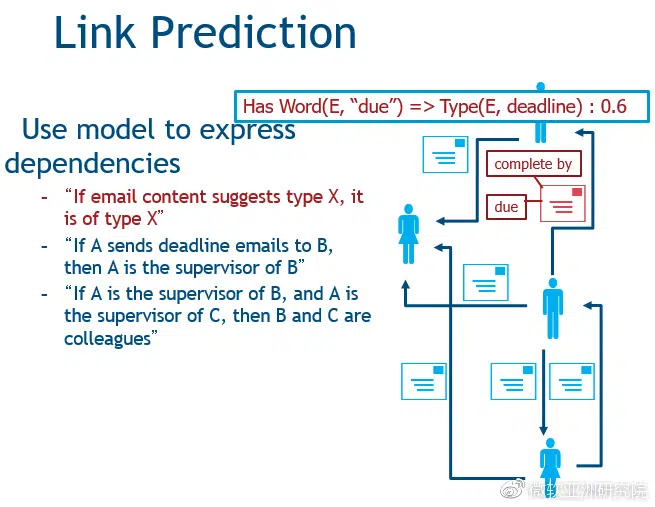 Link Prediction
Has Word(E, “due”) => Type(E, deadline) : 0.6
Use model to express
dependencies
complete by
due
- “If email content suggests type X, it
is of type X”
- “If A sends deadline emails to B,
then A is the supervisor of B”
- “If A is the supervisor of B, and A is
the supervisor of C, then B and C are
colleagues”
微软亚洲研究院